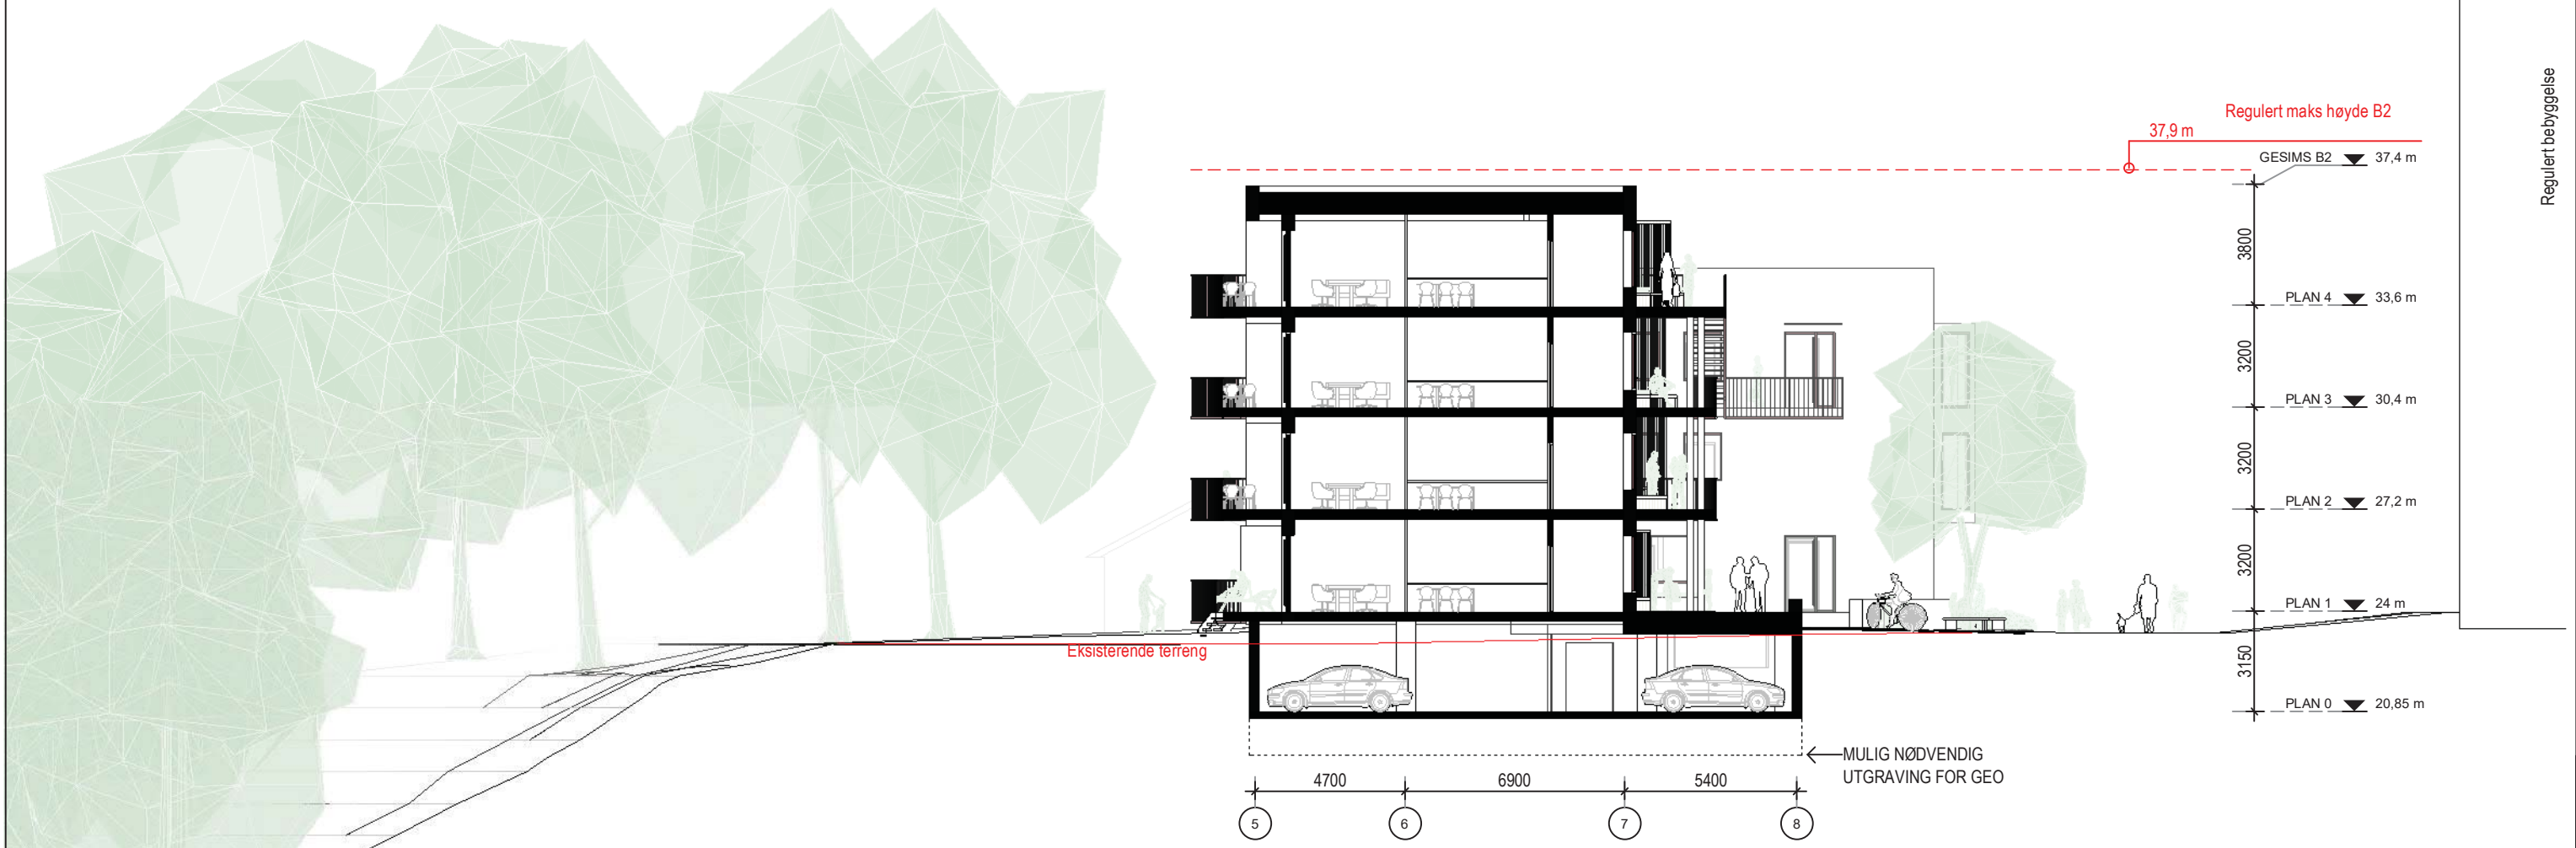 Regulert maks høyde B2
37,9 m
GESIMS B2 37,4 m
3800
PLAN 4 33,6 m
3200
PLAN 3 30,4 m
3200
PLAN 2 27,2 m
3200
PLAN 1 24 m
3150
PLAN 0 20,85 m
Regulert bebyggelse
Eksisterende terreng
MULIG NØDVENDIG
UTGRAVING FOR GEO
4700 6900 5400
5 6 7 8